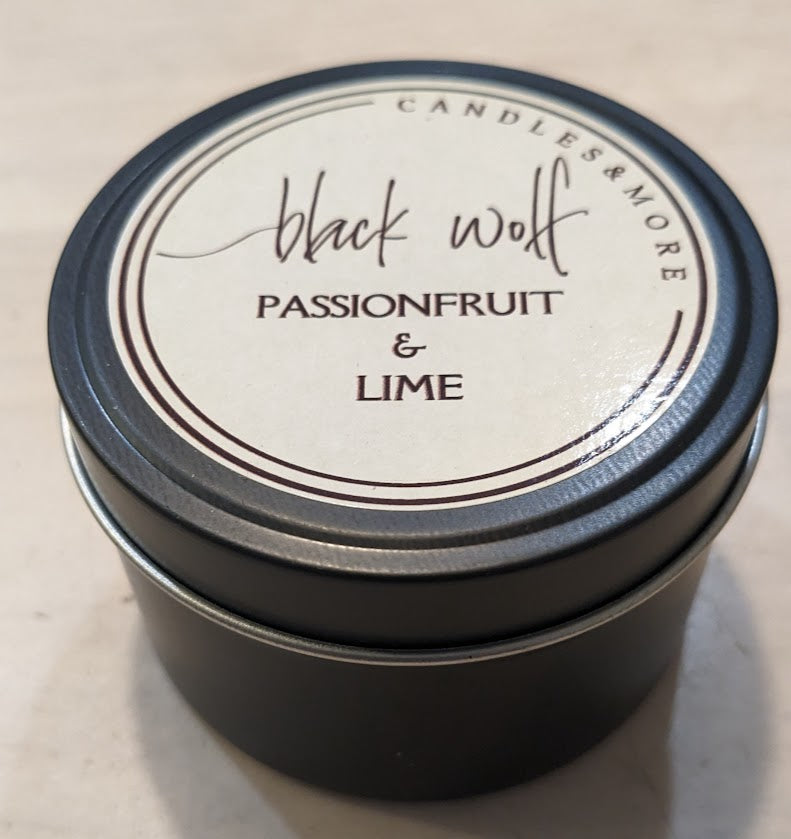 CANDLES&MORE
black wolf
PASSIONFRUIT
&
LIME